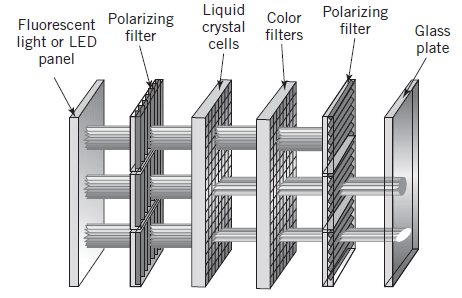 Fluorescent
light or LED
panel
Polarizing
filter
Liquid
crystal
cells
Color
filters
Polarizing
filter
Glass
plate